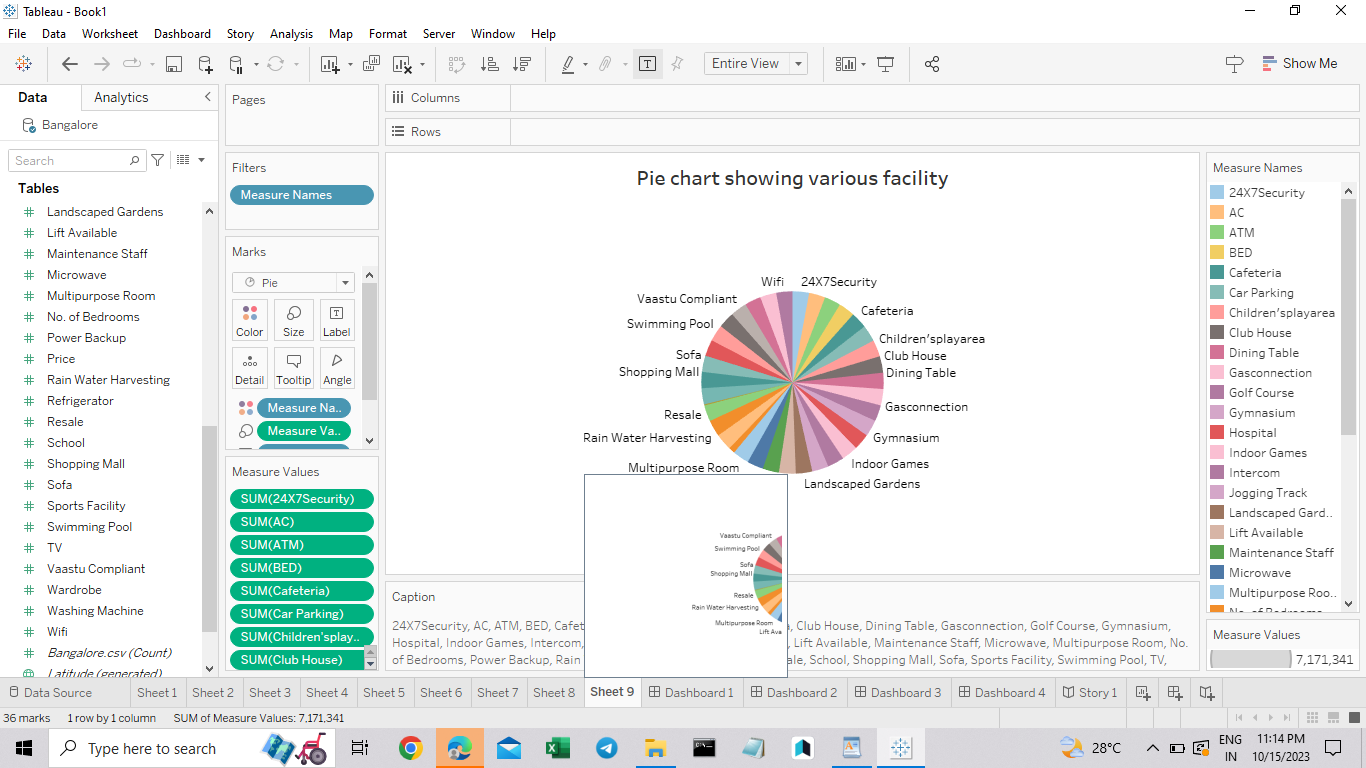 Tableau - Book1
File Data Worksheet Dashboard Story Analysis Map Format Server Window Help
Entire View
Show Me
Data Analytics
Bangalore
Search
Tables
Landscaped Gardens
Lift Available
Maintenance Staff
Microwave
Multipurpose Room
No. of Bedrooms
Power Backup
Price
Rain Water Harvesting
Refrigerator
Resale
School
Shopping Mall
Sofa
Sports Facility
Swimming Pool
TV
Vaastu Compliant
Wardrobe
Washing Machine
Wifi
Bangalore.csv (Count)
Latitude (generated)
Pages
Filters
Measure Names
Marks
Pie
Color Size Label
Detail Tooltip Angle
Measure Na..
Measure Va..
Measure Values
SUM(24X7Security)
SUM(AC)
SUM(ATM)
SUM(BED)
SUM(Cafeteria)
SUM(Car Parking)
SUM(Children'splay..
SUM(Club House)
Columns
Rows
Pie chart showing various facility
Wifi 24X7Security
Vaastu Compliant
Cafeteria
Swimming Pool
Children'splayarea
Sofa
Club House
Shopping Mall
Dining Table
Resale
Gasconnection
Rain Water Harvesting
Gymnasium
Indoor Games
Multipurpose Room
Landscaped Gardens
Vaastu Compliant
Swimming Pool
Sofa
Shopping Mall
Resale
Rain Water Harvesting
Multipurpose Room
Lift Ava
Caption
24X7Security, AC, ATM, BED, Cafet a, Club House, Dining Table, Gasconnection, Golf Course, Gymnasium,
Hospital, Indoor Games, Intercom, , Lift Available, Maintenance Staff, Microwave, Multipurpose Room, No.
of Bedrooms, Power Backup, Rain ale, School, Shopping Mall, Sofa, Sports Facility, Swimming Pool, TV,
Measure Names
24X7Security
AC
ATM
BED
Cafeteria
Car Parking
Children'splayarea
Club House
Dining Table
Gasconnection
Golf Course
Gymnasium
Hospital
Indoor Games
Intercom
Jogging Track
Landscaped Gard..
Lift Available
Maintenance Staff
Microwave
Multipurpose Roo..
No. of Bedrooms
Measure Values
7,171,341
Data Source Sheet 1 Sheet 2 Sheet 3 Sheet 4 Sheet 5 Sheet 6 Sheet 7 Sheet 8 Sheet 9 Dashboard 1 Dashboard 2 Dashboard 3 Dashboard 4 Story 1
36 marks 1 row by 1 column SUM of Measure Values: 7,171,341
Type here to search
28°C
ENG
IN
11:14 PM
10/15/2023